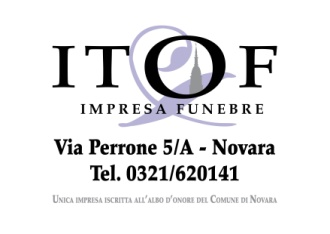 ITOF
IMPRESA FUNEBRE
Via Perrone 5/A - Novara
Tel. 0321/620141
UNICA IMPRESA ISCRITTA ALL'ALBO D'ONORE DEL COMUNE DI NOVARA